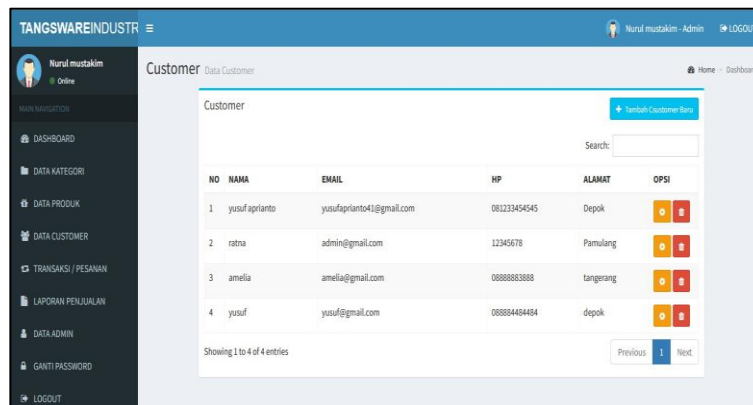 TANGSWAREINDUSTR
Nurul mustakim - Admin LOGOU
Nurul mustakim
Online
MAIN NAVIGATION
DASHBOARD
DATA KATEGORI
DATA PRODUK
DATA CUSTOMER
TRANSAKSI / PESANAN
LAPORAN PENJUALAN
DATA ADMIN
GANTI PASSWORD
LOGOUT
Customer Data Customer
Home Dashboar
Customer
Tambah Csustomer Baru
Search:
NO NAMA EMAIL HP ALAMAT OPSI
1 yusuf aprianto yusufaprianto41@gmail.com 081233454545 Depok
2 ratna admin@gmail.com 12345678 Pamulang
3 amelia amelia@gmail.com 08888883888 tangerang
4 yusuf yusuf@gmail.com 088884484484 depok
Showing 1 to 4 of 4 entries
Previous 1 Next